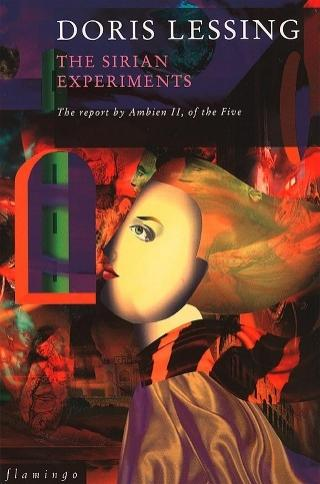 DORIS LESSING
THE SIRIAN
EXPERIMENTS
The report by Ambien II, of the Five
flamingo